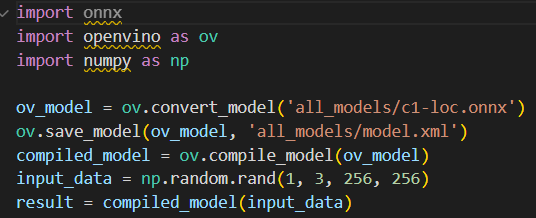 import onnx
import openvino as ov
import numpy as np
ov_model = ov.convert_model('all_models/c1-loc.onnx')
ov.save_model(ov_model, 'all_models/model.xml')
compiled_model = ov.compile_model(ov_model)
input_data = np.random.rand(1, 3, 256, 256)
result = compiled_model(input_data)